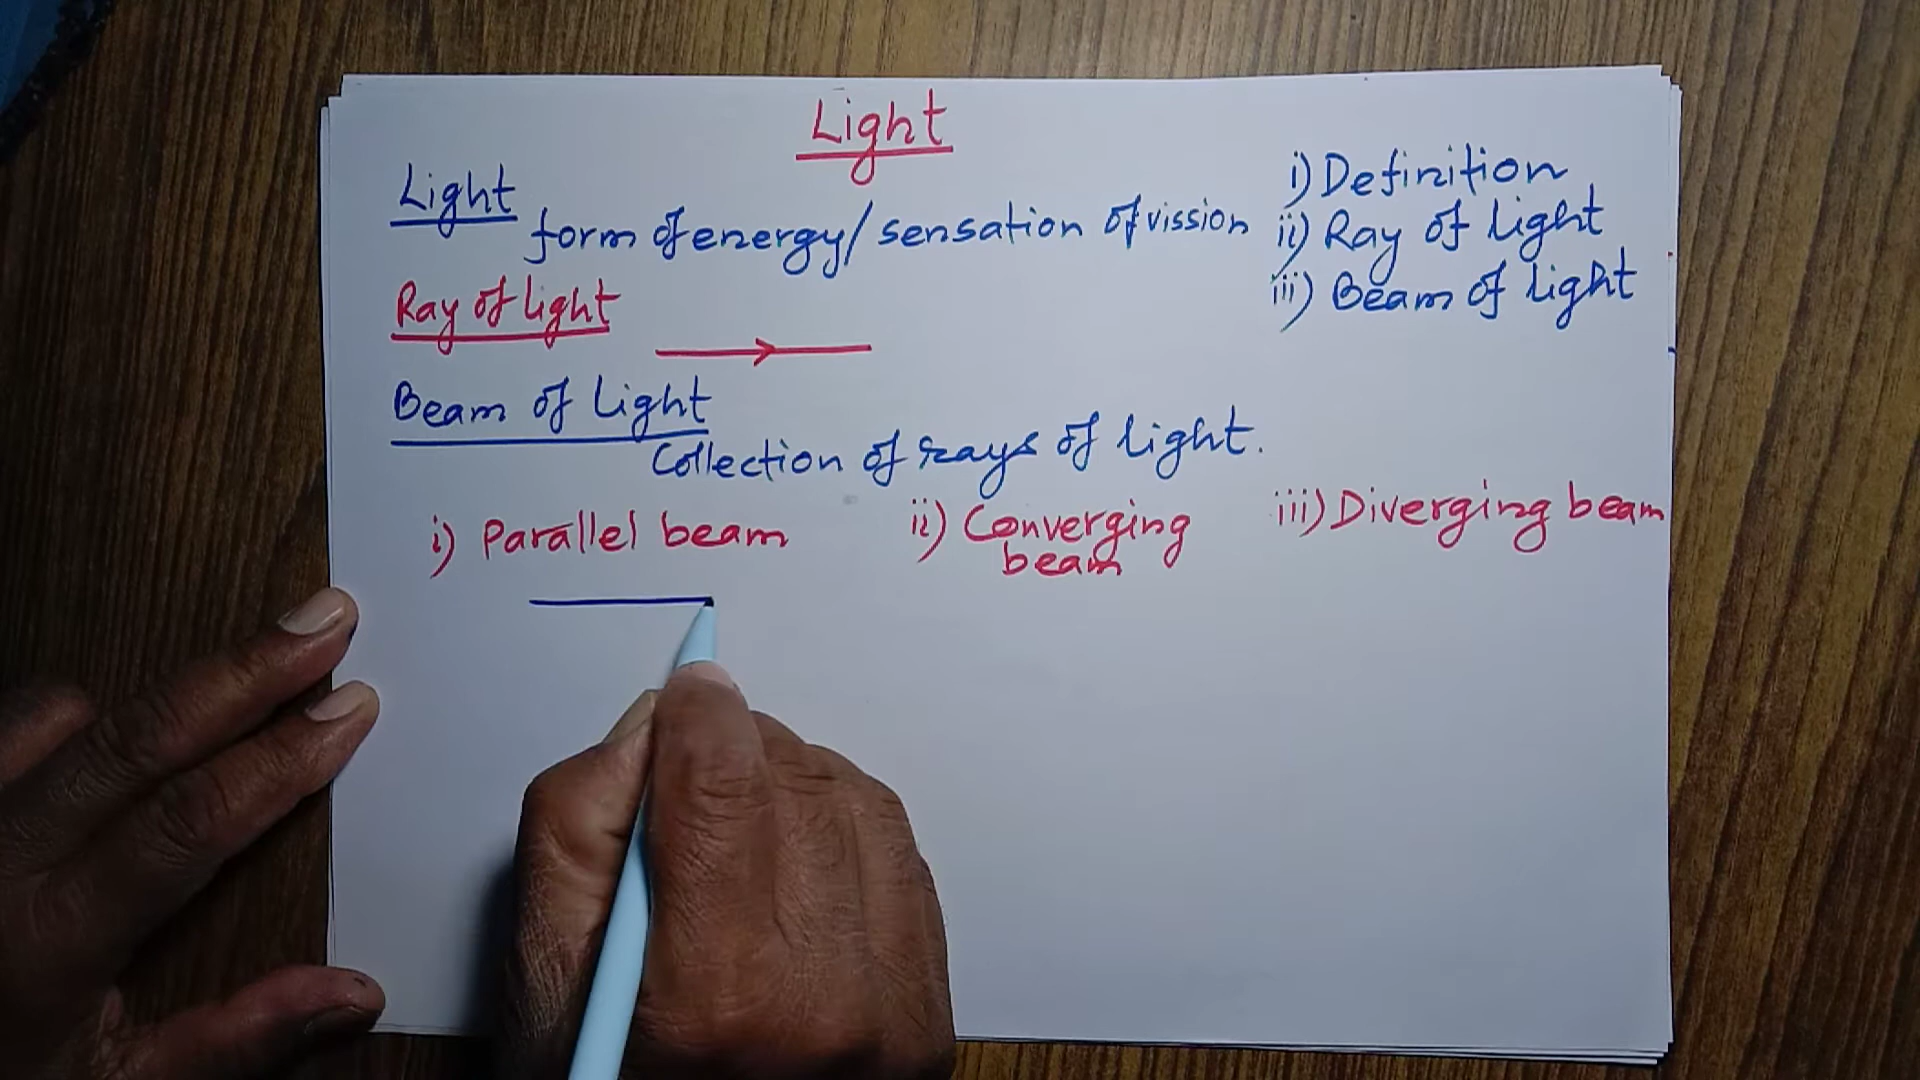 Light
Light
form of energy/ sensation of vission
i) Definition
ii) Ray of light
iii) Beam of light
Ray of light
Beam of Light
Collection of rays of light.
i) Parallel beam
ii) Converging
beam
iii) Diverging beam